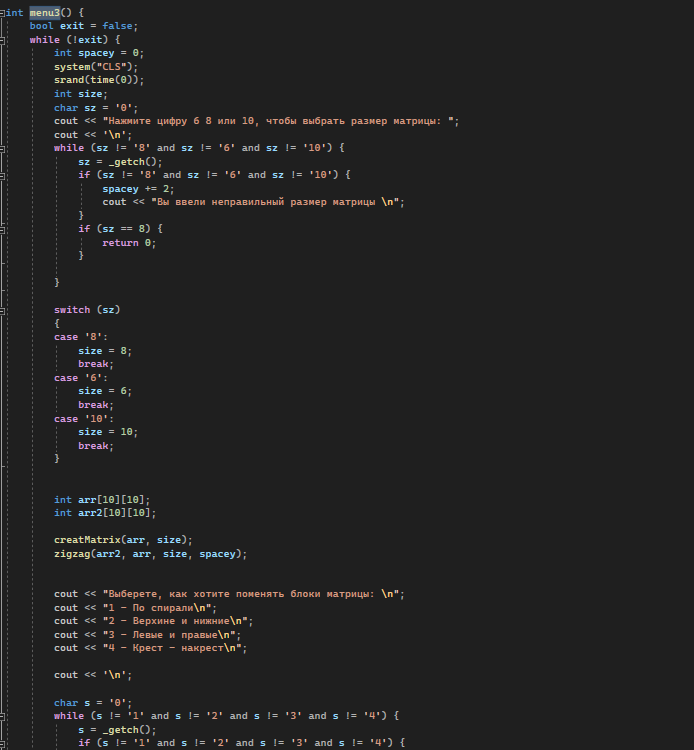 int menu3() {
bool exit = false;
while (!exit) {
int spacey = 0;
system("CLS");
srand(time(0));
int size;
char sz = '0';
cout << "Нажмите цифру 6 8 или 10, чтобы выбрать размер матрицы: ";
cout << '\n';
while (sz != '8' and sz != '6' and sz != '10') {
sz = _getch();
if (sz != '8' and sz != '6' and sz != '10') {
spacey += 2;
cout << "Вы ввели неправильный размер матрицы \n";
}
if (sz == 8) {
return 0;
}
}
switch (sz)
{
case '8':
size = 8;
break;
case '6':
size = 6;
break;
case '10':
size = 10;
break;
}
int arr[10][10];
int arr2[10][10];
creatMatrix(arr, size);
zigzag(arr2, arr, size, spacey);
cout << "Выберете, как хотите поменять блоки матрицы: \n";
cout << "1 - По спирали\n";
cout << "2 - Верхине и нижние\n";
cout << "3 - Левые и правые\n";
cout << "4 - Крест - накрест\n";
cout << '\n';
char s = '0';
while (s != '1' and s != '2' and s != '3' and s != '4') {
s = _getch();
if (s != '1' and s != '2' and s != '3' and s != '4') {